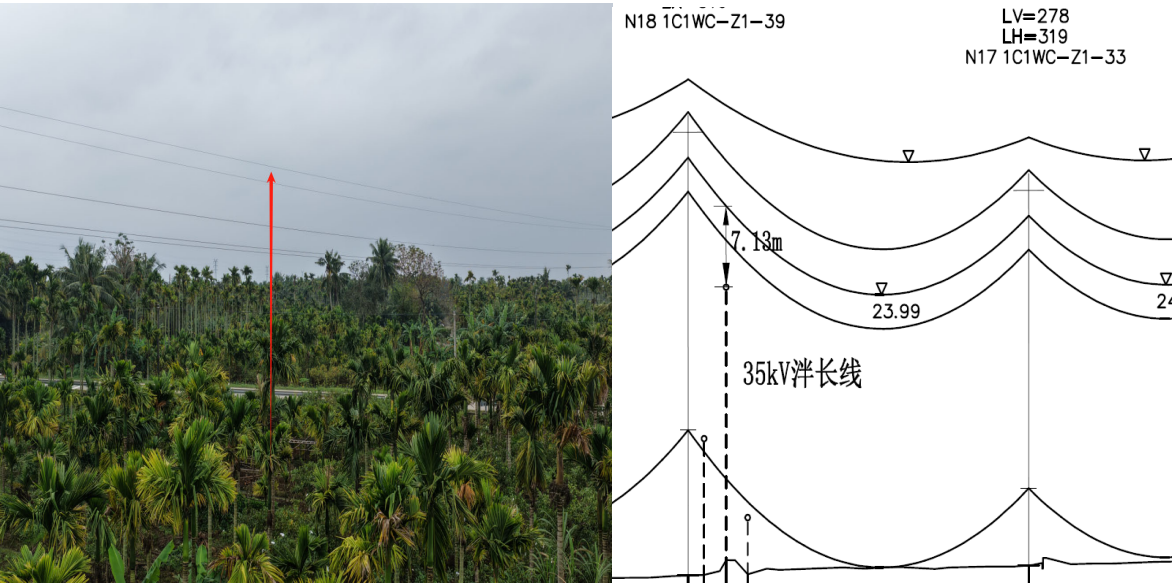 N18 1C1WC-Z1-39
LV=278
LH=319
N17 1C1WC-Z1-33
7.13m
23.99
24
35kV泮长线